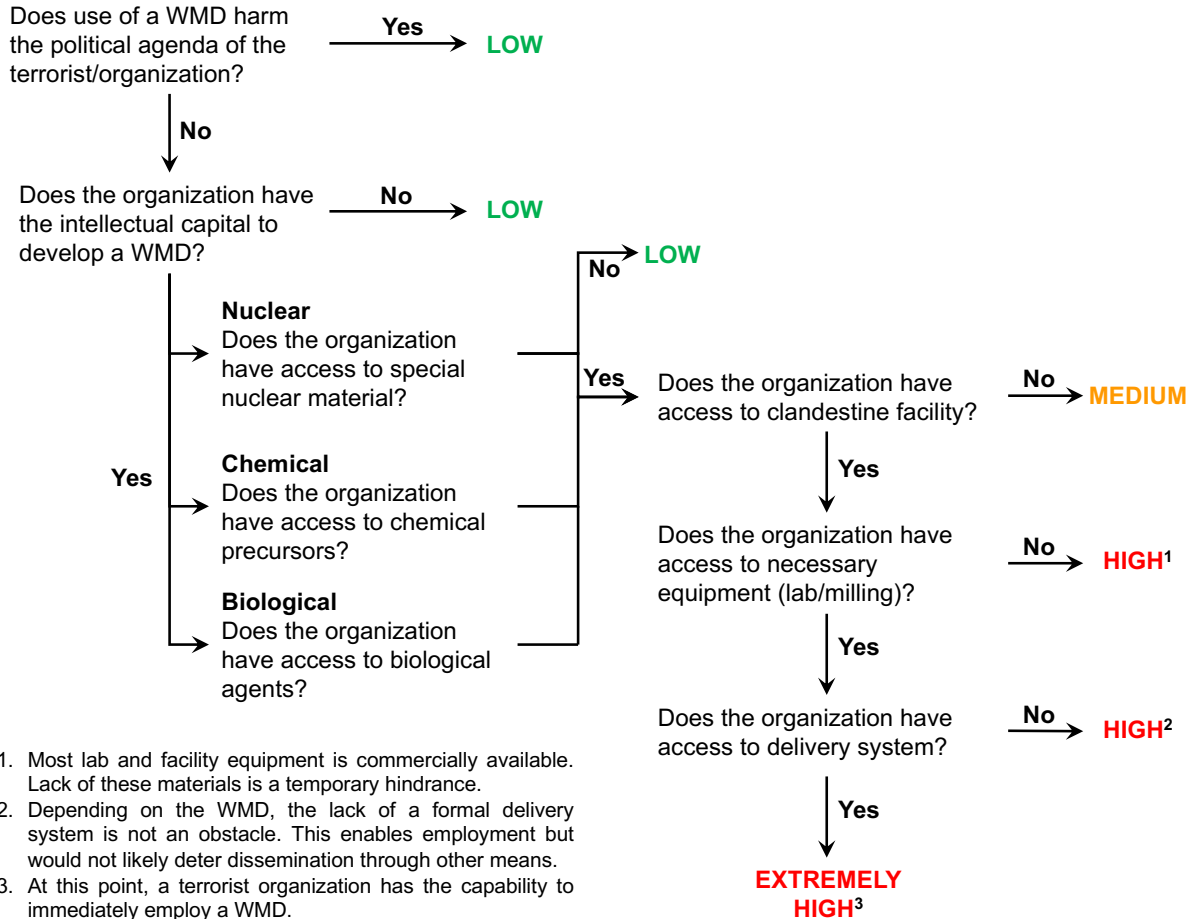 Does use of a WMD harm
the political agenda of the
terrorist/organization?
Yes
LOW
No
Does the organization have
the intellectual capital to
develop a WMD?
No
LOW
No
LOW
Nuclear
Does the organization
have access to special
nuclear material?
Yes
Does the organization have
access to clandestine facility?
No
MEDIUM
Yes
Chemical
Does the organization
have access to chemical
precursors?
Yes
Does the organization have
access to necessary
equipment (lab/milling)?
No
HIGH¹
Biological
Does the organization
have access to biological
agents?
Yes
Does the organization have
access to delivery system?
No
HIGH²
Yes
EXTREMELY
HIGH³
1. Most lab and facility equipment is commercially available.
Lack of these materials is a temporary hindrance.
2. Depending on the WMD, the lack of a formal delivery
system is not an obstacle. This enables employment but
would not likely deter dissemination through other means.
3. At this point, a terrorist organization has the capability to
immediately employ a WMD.